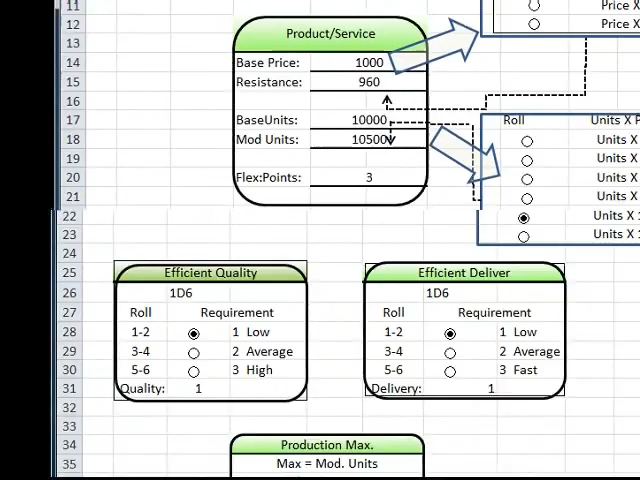 11 Price X
12 Product/Service Price X
13
14 Base Price: 1000
15 Resistance: 960
16
17 BaseUnits: 10000 Roll Units X P
18 Mod Units: 10500 Units X
19 Units X
20 Flex:Points: 3 Units X
21 Units X
22 Units X 1
23 Units X 1
24
25 Efficient Quality Efficient Deliver
26 1D6 1D6
27 Roll Requirement Roll Requirement
28 1-2 1 Low 1-2 1 Low
29 3-4 2 Average 3-4 2 Average
30 5-6 3 High 5-6 3 Fast
31 Quality: 1 Delivery: 1
32
33
34 Production Max.
35 Max = Mod. Units